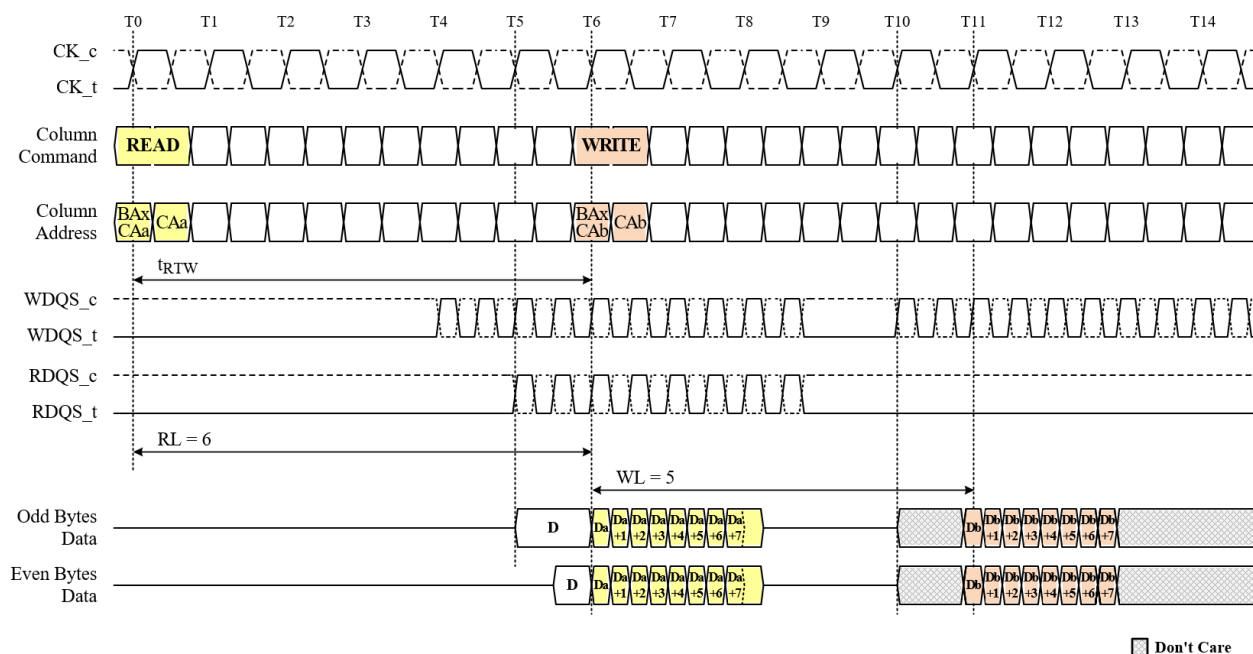 T0 T1 T2 T3 T4 T5 T6 T7 T8 T9 T10 T11 T12 T13 T14
CK_c
CK_t
Column
Command
READ WRITE
Column
Address
BAx
CAa
CAa
BAx
CAb
CAb
tRTW
WDQS_c
WDQS_t
RDQS_c
RDQS_t
RL = 6
WL = 5
Odd Bytes
Data
D Da Da Da Da Da Da Da Da Db Db Db Db Db Db Db Db
+1 +2 +3 +4 +5 +6 +7 +1 +2 +3 +4 +5 +6 +7
Even Bytes
Data
D Da Da Da Da Da Da Da Da Db Db Db Db Db Db Db Db
+1 +2 +3 +4 +5 +6 +7 +1 +2 +3 +4 +5 +6 +7
Don't Care